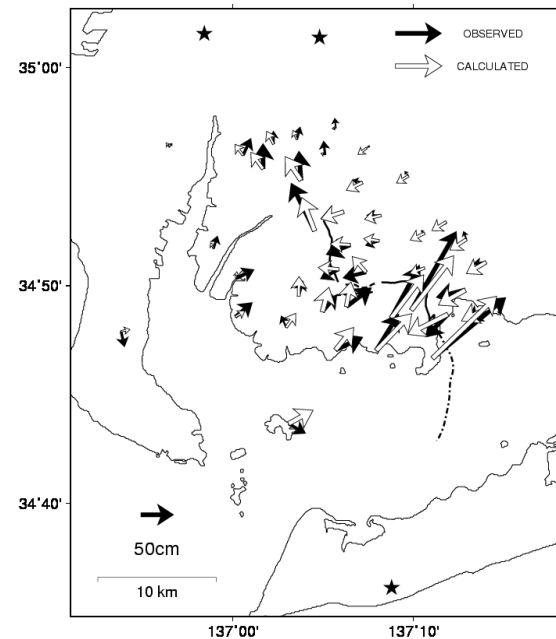 OBSERVED
CALCULATED
35˚00'
34˚50'
34˚40'
50cm
10 km
137˚00'
137˚10'